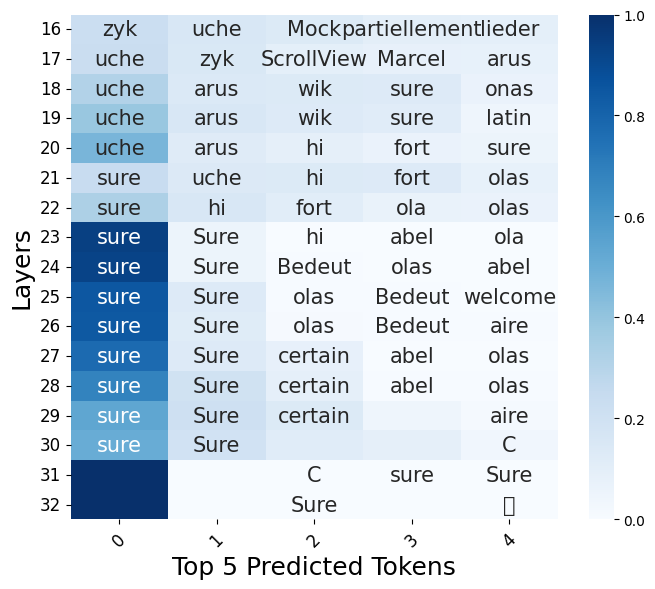 16 zyk uche Mock partiellement lieder 1.0
17 uche zyk ScrollView Marcel arus
18 uche arus wik sure onas
19 uche arus wik sure latin 0.8
20 uche arus hi fort sure
21 sure uche hi fort olas
22 sure hi fort ola olas 0.6
23 sure Sure hi abel ola
24 sure Sure Bedeut olas abel
25 sure Sure olas Bedeut welcome
26 sure Sure olas Bedeut aire 0.4
27 sure Sure certain abel olas
28 sure Sure certain abel olas
29 sure Sure certain aire 0.2
30 sure Sure C
31 C sure Sure
32 Sure 0.0
0 1 2 3 4
Layers
Top 5 Predicted Tokens